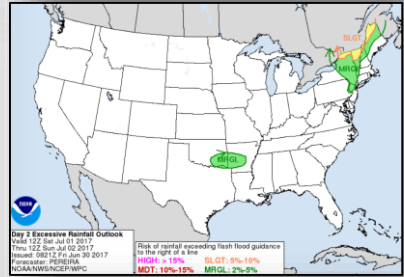 SLGT
MRGL
MRGL
NOAA
Day 2 Excessive Rainfall Outlook
Valid 12Z Sat Jul 01 2017
Thru 12Z Sun Jul 02 2017
Issued: 0821Z Fri Jun 30 2017
Forecaster: PEREIRA
NOAA/NWS/NCEP/WPC
Risk of rainfall exceeding flash flood guidance
to the right of a line
HIGH: > 15% SLGT: 5%-10%
MDT: 10%-15% MRGL: 2%-5%